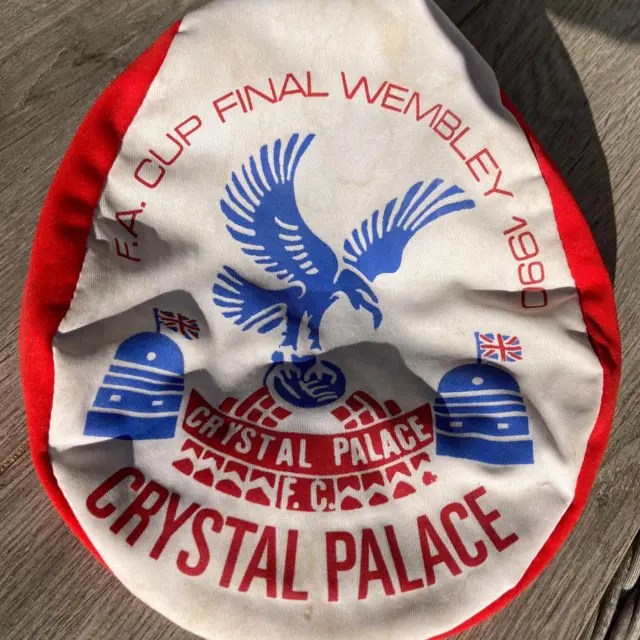 F.A. CUP FINAL WEMBLEY 1990
CRYSTAL PALACE
F.C.
CRYSTAL PALACE